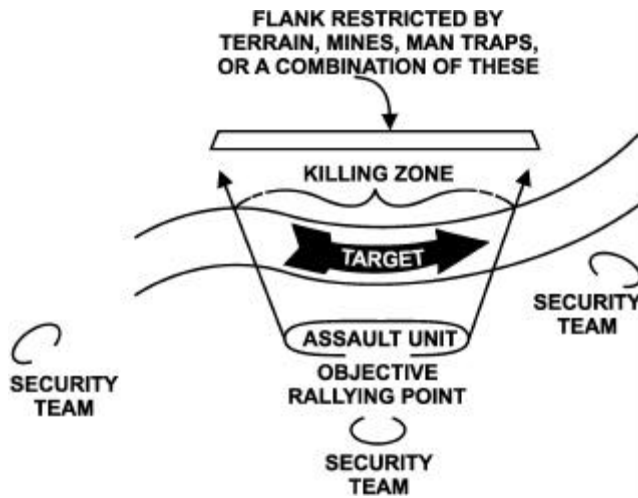 FLANK RESTRICTED BY
TERRAIN, MINES, MAN TRAPS,
OR A COMBINATION OF THESE
KILLING ZONE
TARGET
SECURITY
TEAM
ASSAULT UNIT
OBJECTIVE
RALLYING POINT
SECURITY
TEAM
SECURITY
TEAM